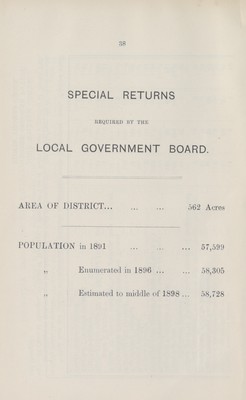 38
SPECIAL RETURNS
REQUIRED BY THE
LOCAL GOVERNMENT BOARD.
AREA OF DISTRICT... ... ... 562 Acres
POPULATION in 1891 ... ... ... 57,599
„ Enumerated in 1896 ... ... 58,305
„ Estimated to middle of 1898 ... 58,728